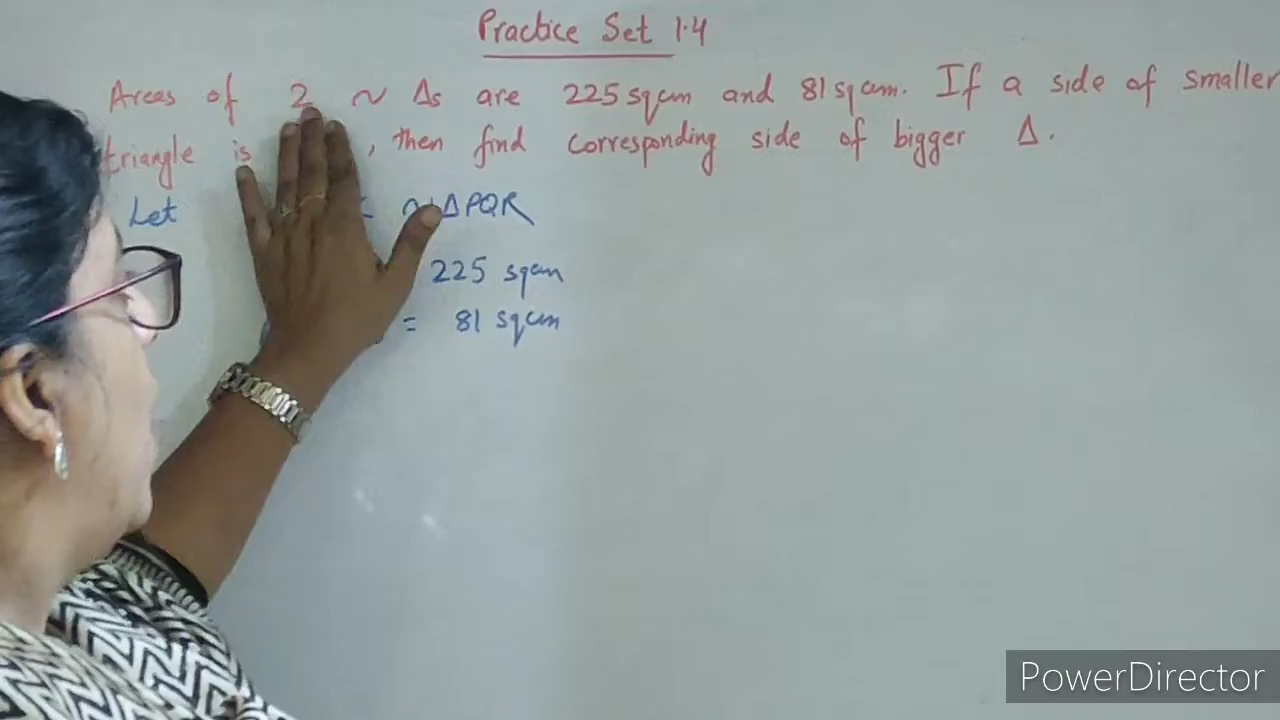 Practice Set 1.4
Areas of 2 ~ Δs are 225 sqcm and 81 sqcm. If a side of smaller
triangle is , then find corresponding side of bigger Δ.
Let ~ ΔPQR
225 sqcm
= 81 sqcm
PowerDirector